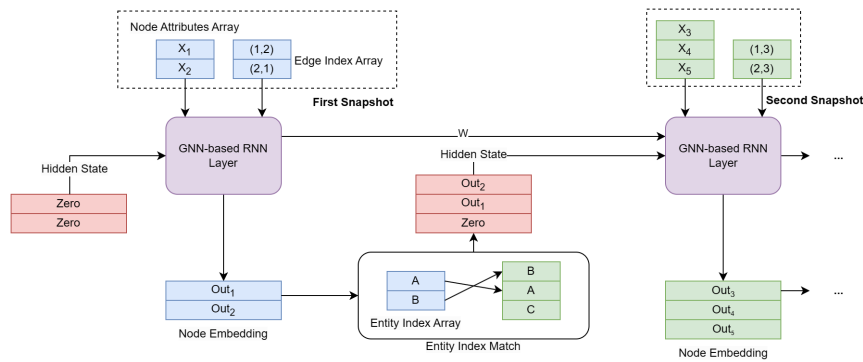 Node Attributes Array
X1
X2
(1,2)
(2,1)
Edge Index Array
First Snapshot
X3
X4
X5
(1,3)
(2,3)
Second Snapshot
GNN-based RNN
Layer
W
GNN-based RNN
Layer
...
Hidden State
Zero
Zero
Hidden State
Out2
Out1
Zero
Out1
Out2
Node Embedding
A
B
Entity Index Array
B
A
C
Entity Index Match
Out3
Out4
Out5
...
Node Embedding